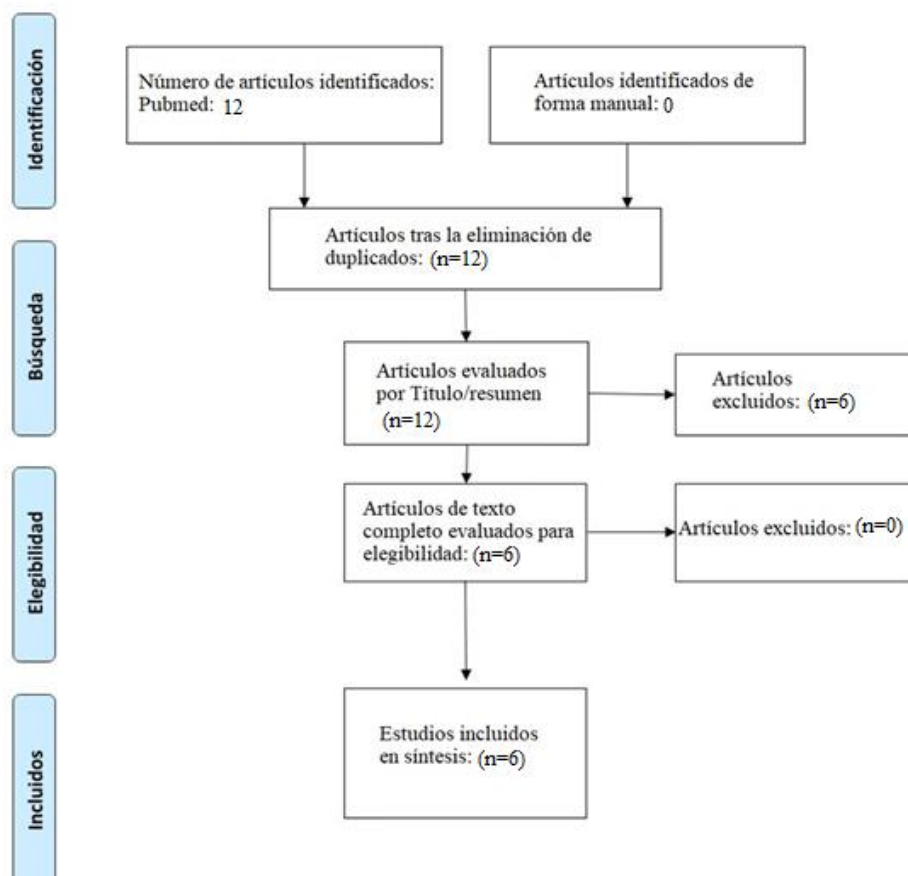 Identificación
Número de artículos identificados:
Pubmed: 12
Artículos identificados de
forma manual: 0
Artículos tras la eliminación de
duplicados: (n=12)
Búsqueda
Artículos evaluados
por Título/resumen
(n=12)
Artículos
excluidos: (n=6)
Elegibilidad
Artículos de texto
completo evaluados para
elegibilidad: (n=6)
Artículos excluidos: (n=0)
Incluidos
Estudios incluidos
en síntesis: (n=6)